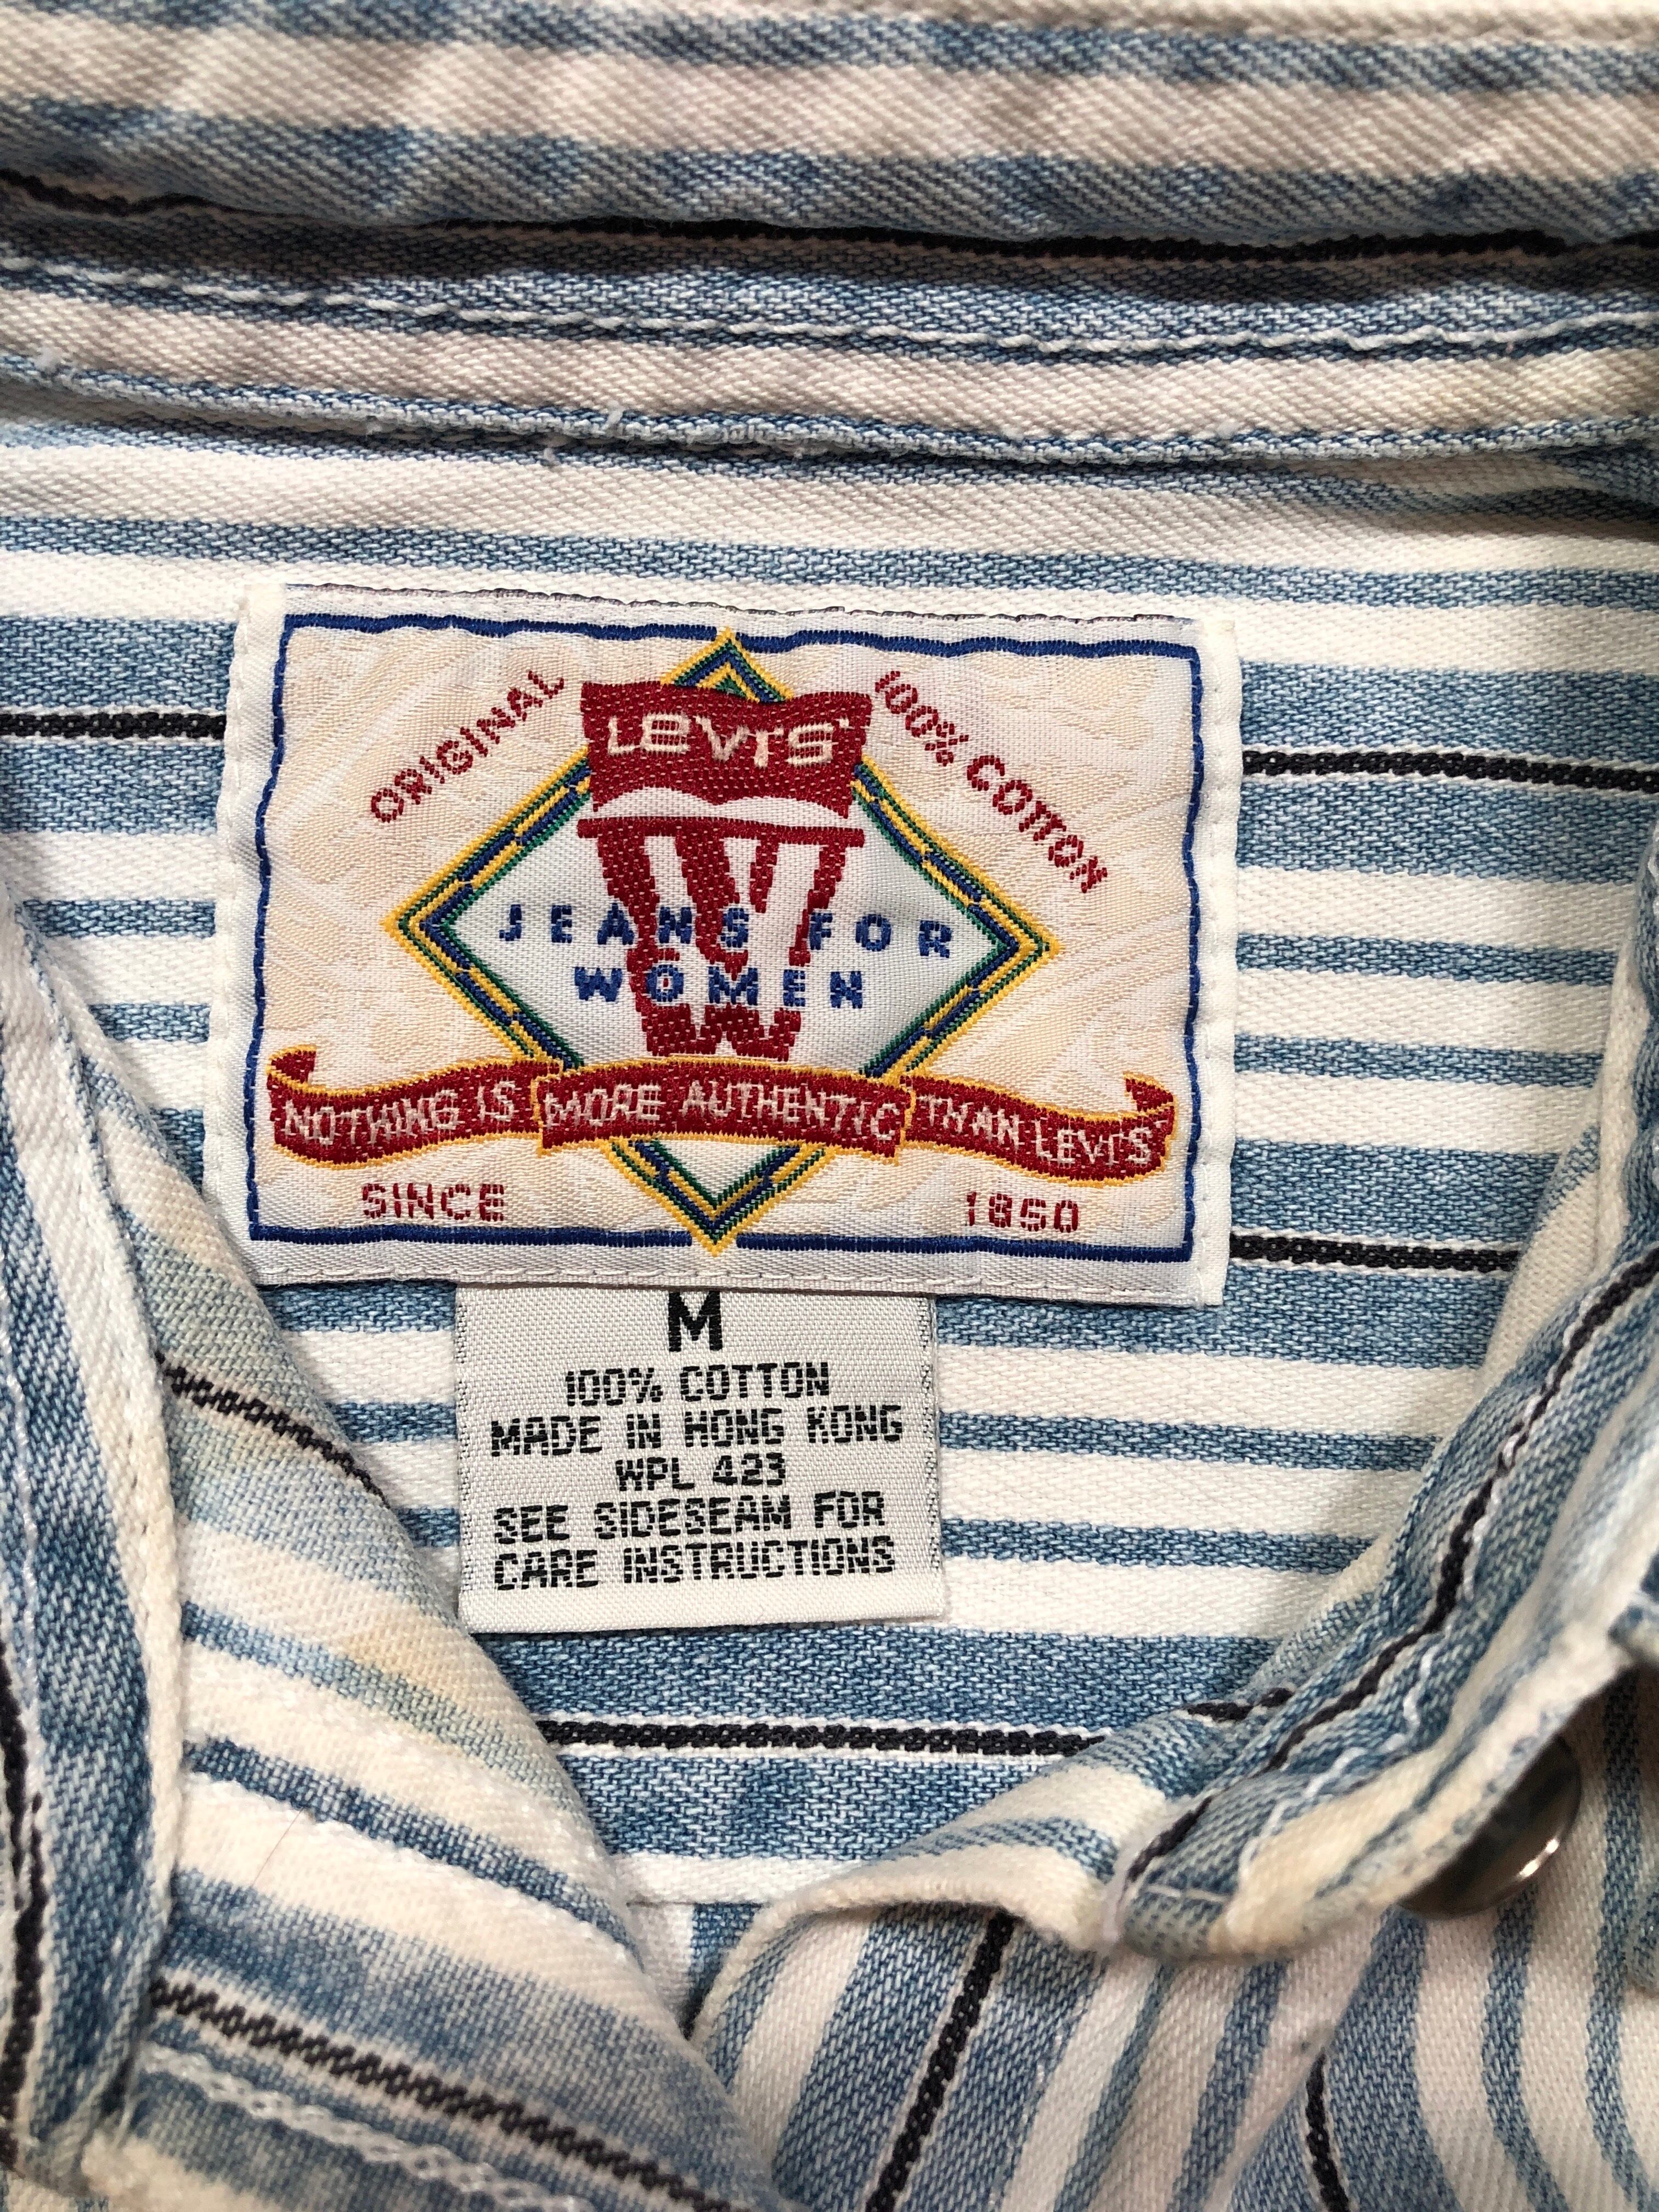 ORIGINAL
LEVI'S
100% COTTON
JEANS FOR
WOMEN
NOTHING IS MORE AUTHENTIC THAN LEVI'S
SINCE 1850
M
100% COTTON
MADE IN HONG KONG
WPL 423
SEE SIDESEAM FOR
CARE INSTRUCTIONS